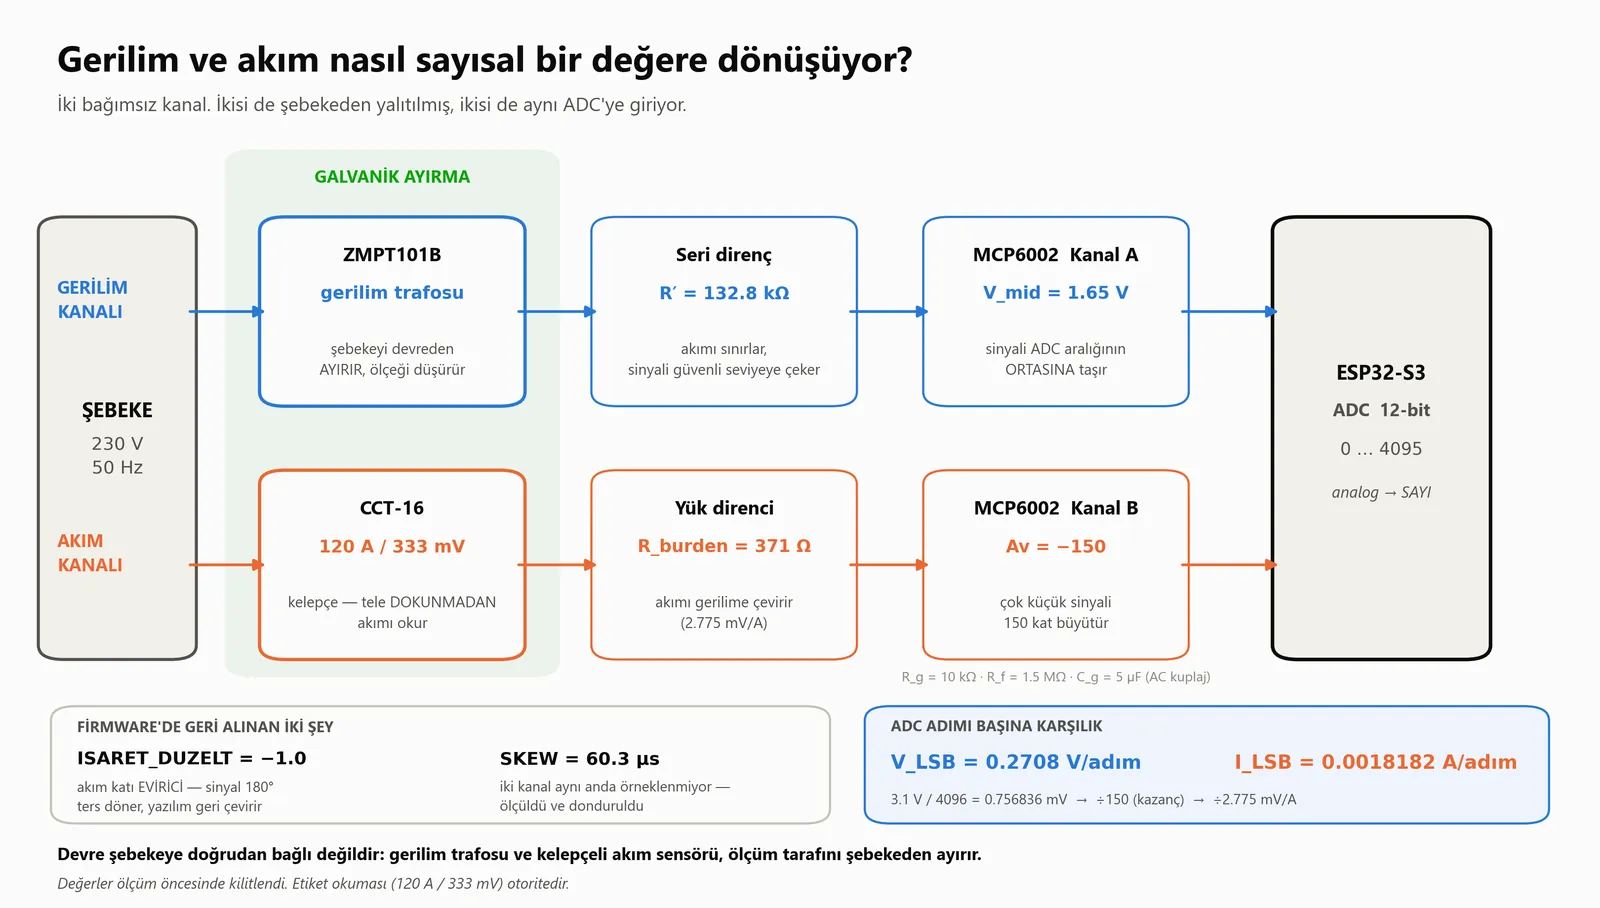 Gerilim ve akım nasıl sayısal bir değere dönüşüyor?
İki bağımsız kanal. İkisi de şebekeden yalıtılmış, ikisi de aynı ADC'ye giriyor.
GALVANİK AYIRMA
GERİLİM
KANALI
ŞEBEKE
230 V
50 Hz
AKIM
KANALI
ZMPT101B
gerilim trafosu
şebekeyi devreden
AYIRIR, ölçeği düşürür
Seri direnç
R′ = 132.8 kΩ
akımı sınırlar,
sinyali güvenli seviyeye çeker
MCP6002  Kanal A
V_mid = 1.65 V
sinyali ADC aralığının
ORTASINA taşır
CCT-16
120 A / 333 mV
kelepçe — tele DOKUNMADAN
akımı okur
Yük direnci
R_burden = 371 Ω
akımı gerilime çevirir
(2.775 mV/A)
MCP6002  Kanal B
Av = −150
çok küçük sinyali
150 kat büyütür
R_g = 10 kΩ · R_f = 1.5 MΩ · C_g = 5 µF (AC kuplaj)
ESP32-S3
ADC  12-bit
0 … 4095
analog → SAYI
FİRMWARE'DE GERİ ALINAN İKİ ŞEY
ISARET_DUZELT = −1.0
akım katı EVİRİCİ — sinyal 180°
ters döner, yazılım geri çevirir
SKEW = 60.3 µs
iki kanal aynı anda örneklenmiyor —
ölçüldü ve donduruldu
ADC ADIMI BAŞINA KARŞILIK
V_LSB = 0.2708 V/adım
I_LSB = 0.0018182 A/adım
3.1 V / 4096 = 0.756836 mV  →  ÷150 (kazanç)  →  ÷2.775 mV/A
Devre şebekeye doğrudan bağlı değildir: gerilim trafosu ve kelepçeli akım sensörü, ölçüm tarafını şebekeden ayırır.
Değerler ölçüm öncesinde kilitlendi. Etiket okuması (120 A / 333 mV) otoritedir.